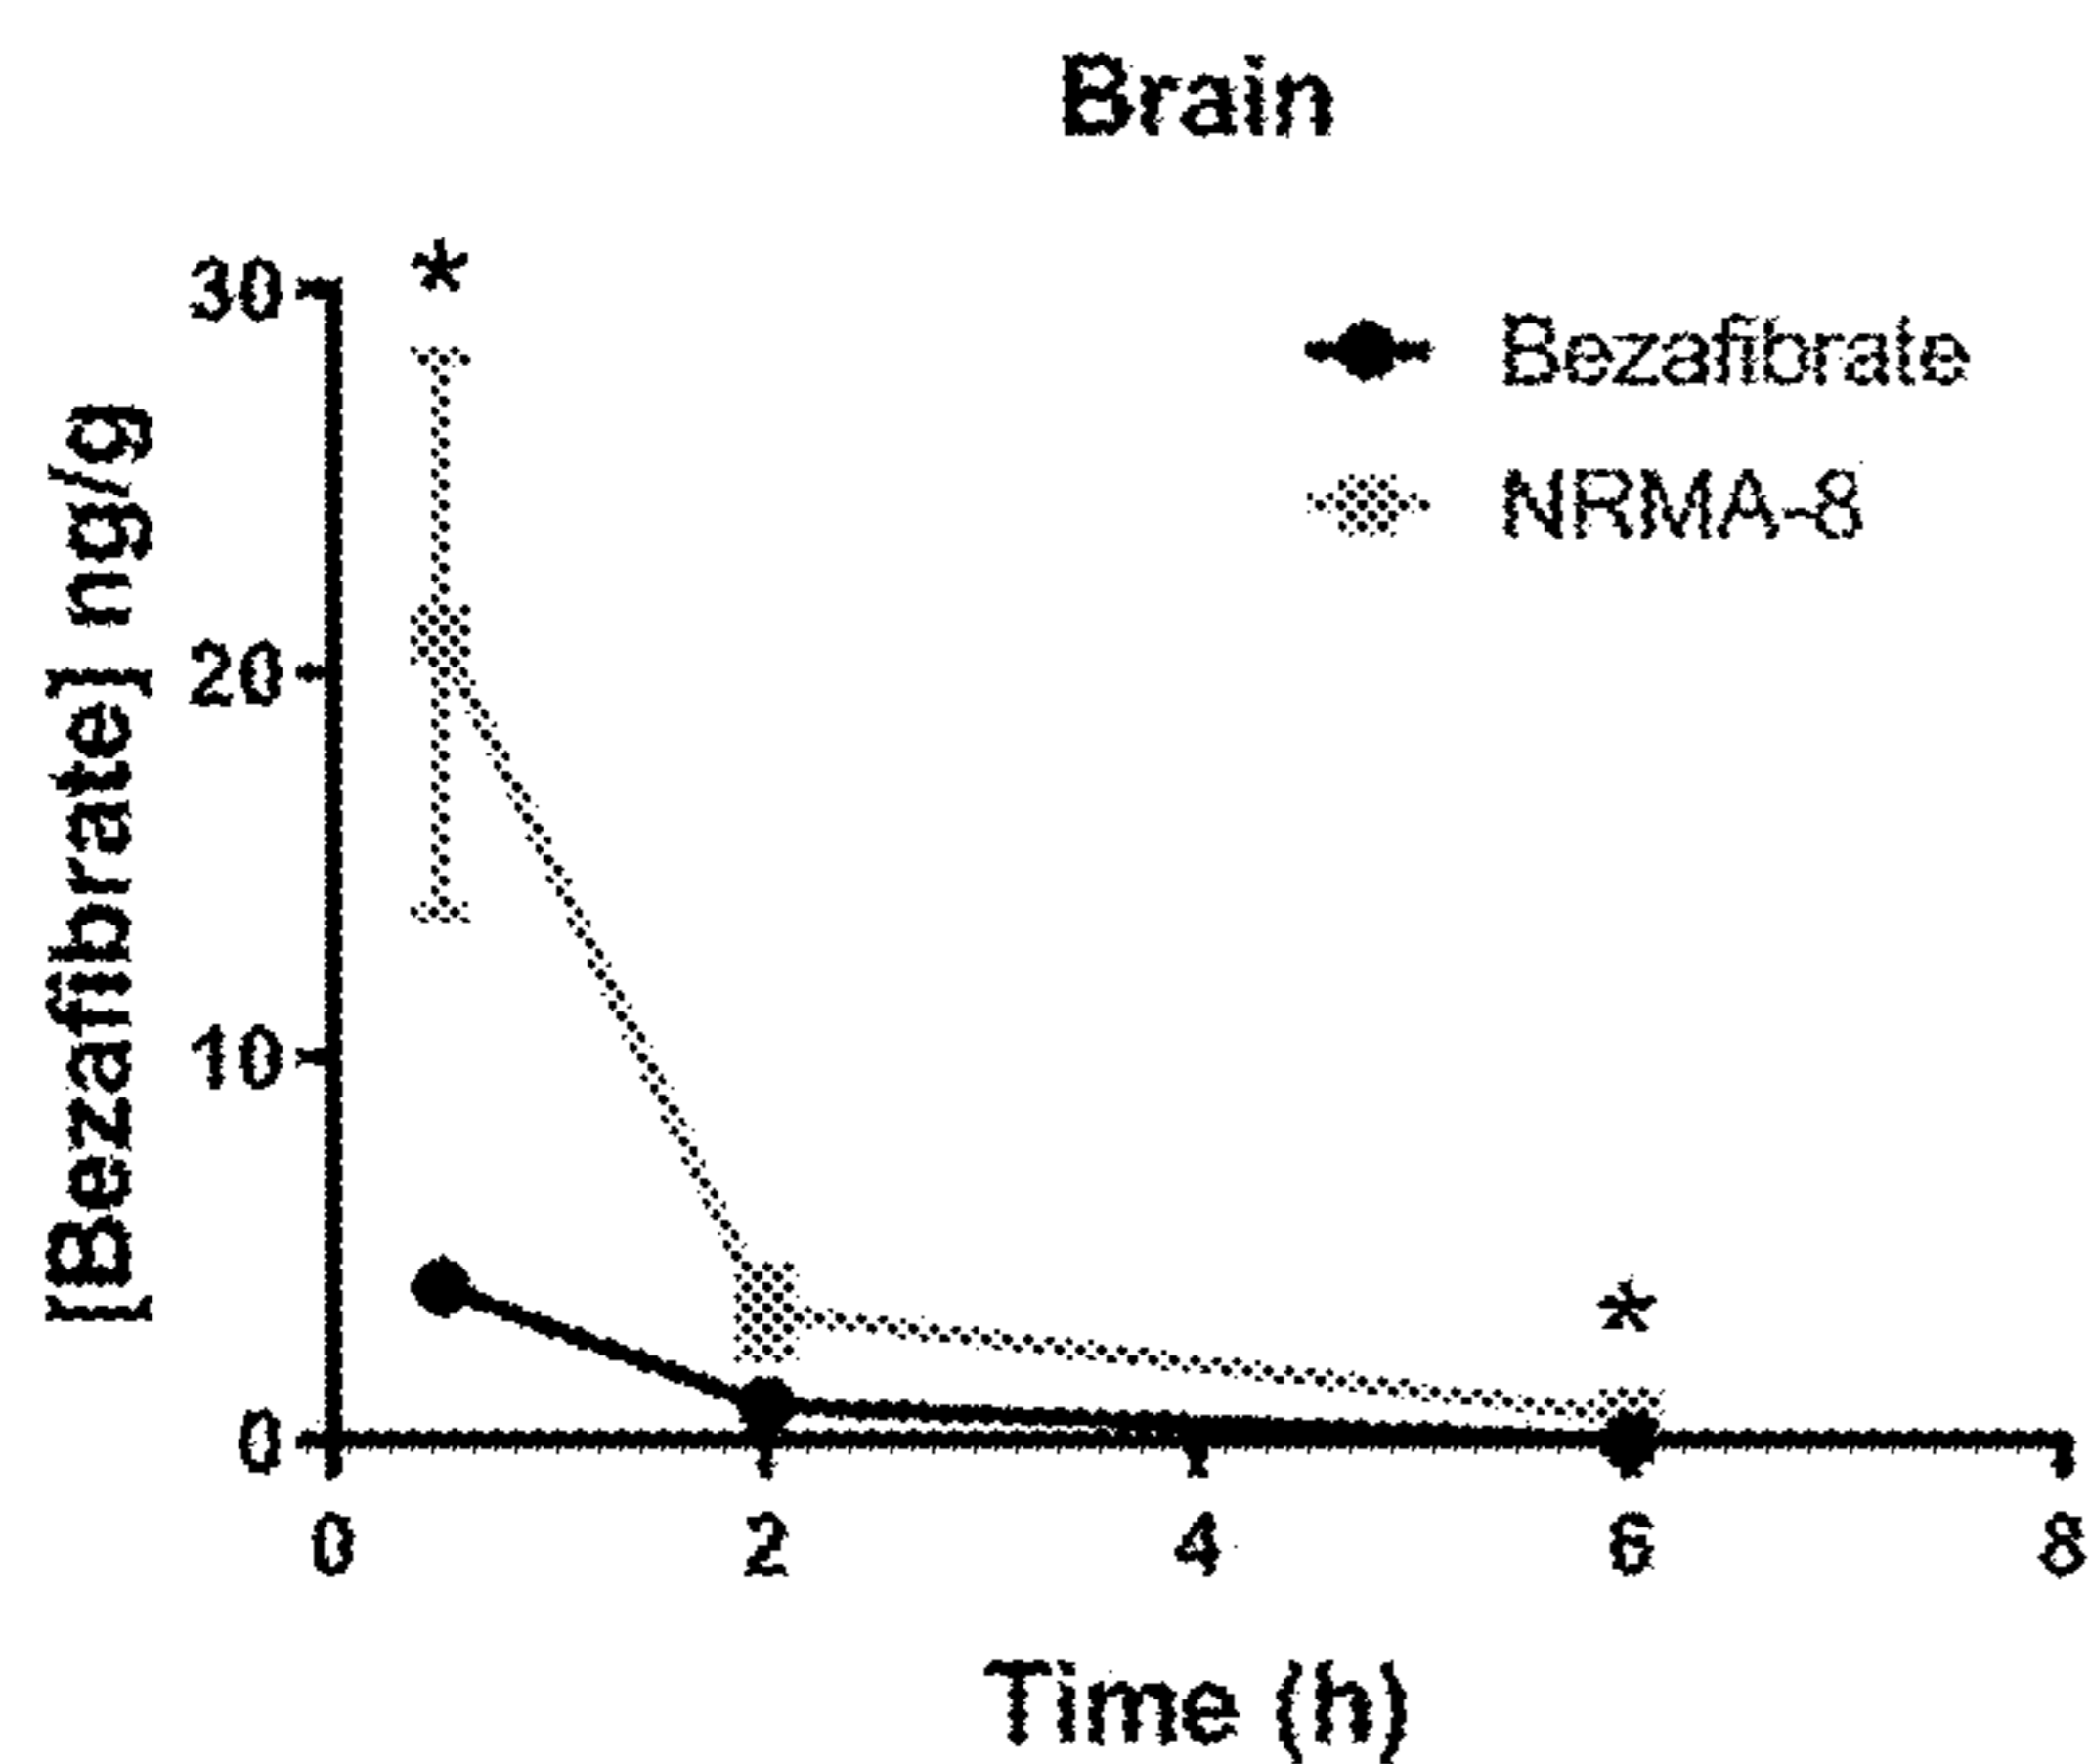 Brain
*
30
Bezafibrate
NRMA-8
[Bezafibrate] ng/g
20
10
*
0
0 2 4 6 8
Time (h)